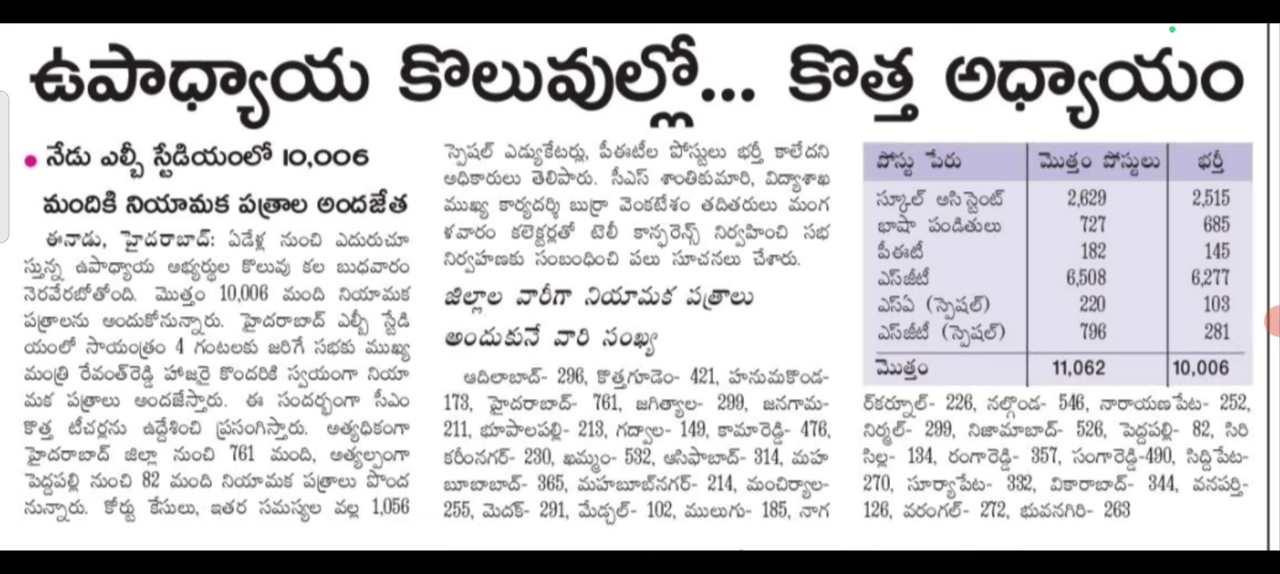 ఉపాధ్యాయ కొలువుల్లో... కొత్త అధ్యాయం
• నేడు ఎల్బీ స్టేడియంలో 10,006
మందికి నియామక పత్రాల అందజేత
ఈనాడు, హైదరాబాద్: ఏడేళ్ల నుంచి ఎదురుచూ
స్తున్న ఉపాధ్యాయ అభ్యర్థుల కొలువు కల బుధవారం
నెరవేరబోతోంది. మొత్తం 10,006 మంది నియామక
పత్రాలను అందుకోనున్నారు. హైదరాబాద్ ఎల్బీ స్టేడి
యంలో సాయంత్రం 4 గంటలకు జరిగే సభకు ముఖ్య
మంత్రి రేవంత్‌రెడ్డి హాజరై కొందరికి స్వయంగా నియా
మక పత్రాలు అందజేస్తారు. ఈ సందర్భంగా సీఎం
కొత్త టీచర్లను ఉద్దేశించి ప్రసంగిస్తారు. అత్యధికంగా
హైదరాబాద్ జిల్లా నుంచి 761 మంది, అత్యల్పంగా
పెద్దపల్లి నుంచి 82 మంది నియామక పత్రాలు పొంద
నున్నారు. కోర్టు కేసులు, ఇతర సమస్యల వల్ల 1,056
స్పెషల్ ఎడ్యుకేటర్లు, పీఈటీల పోస్టులు భర్తీ కాలేదని
అధికారులు తెలిపారు. సీఎస్ శాంతికుమారి, విద్యాశాఖ
ముఖ్య కార్యదర్శి బుర్రా వెంకటేశం తదితరులు మంగ
ళవారం కలెక్టర్లతో టెలీ కాన్ఫరెన్స్ నిర్వహించి సభ
నిర్వహణకు సంబంధించి పలు సూచనలు చేశారు.
జిల్లాల వారీగా నియామక పత్రాలు
అందుకునే వారి సంఖ్య
ఆదిలాబాద్- 296, కొత్తగూడెం- 421, హనుమకొండ-
173, హైదరాబాద్- 761, జగిత్యాల- 299, జనగామ-
211, భూపాలపల్లి- 213, గద్వాల- 149, కామారెడ్డి- 476,
కరీంనగర్- 230, ఖమ్మం- 532, ఆసిఫాబాద్- 314, మహ
బూబాబాద్- 365, మహబూబ్‌నగర్- 214, మంచిర్యాల-
255, మెదక్- 291, మేడ్చల్- 102, ములుగు- 185, నాగ
పోస్టు పేరు మొత్తం పోస్టులు భర్తీ
స్కూల్ అసిస్టెంట్ 2,629 2,515
భాషా పండితులు 727 685
పీఈటీ 182 145
ఎస్‌జీటీ 6,508 6,277
ఎస్ఏ (స్పెషల్) 220 103
ఎస్‌జీటీ (స్పెషల్) 796 281
మొత్తం 11,062 10,006
ర్‌కర్నూల్- 226, నల్గొండ- 546, నారాయణపేట- 252,
నిర్మల్- 299, నిజామాబాద్- 526, పెద్దపల్లి- 82, సిరి
సిల్ల- 134, రంగారెడ్డి- 357, సంగారెడ్డి-490, సిద్దిపేట-
270, సూర్యాపేట- 332, వికారాబాద్- 344, వనపర్తి-
126, వరంగల్- 272, భువనగిరి- 263